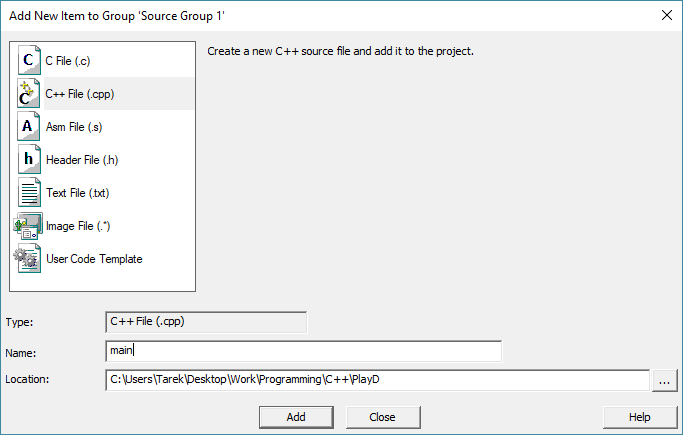 Add New Item to Group 'Source Group 1'
Create a new C++ source file and add it to the project.
C
C File (.c)
C
C++ File (.cpp)
A
Asm File (.s)
h
Header File (.h)
Text File (.txt)
Image File (.*)
User Code Template
Type:
C++ File (.cpp)
Name:
main
Location:
C:\Users\Tarek\Desktop\Work\Programming\C++\PlayD
...
Add
Close
Help